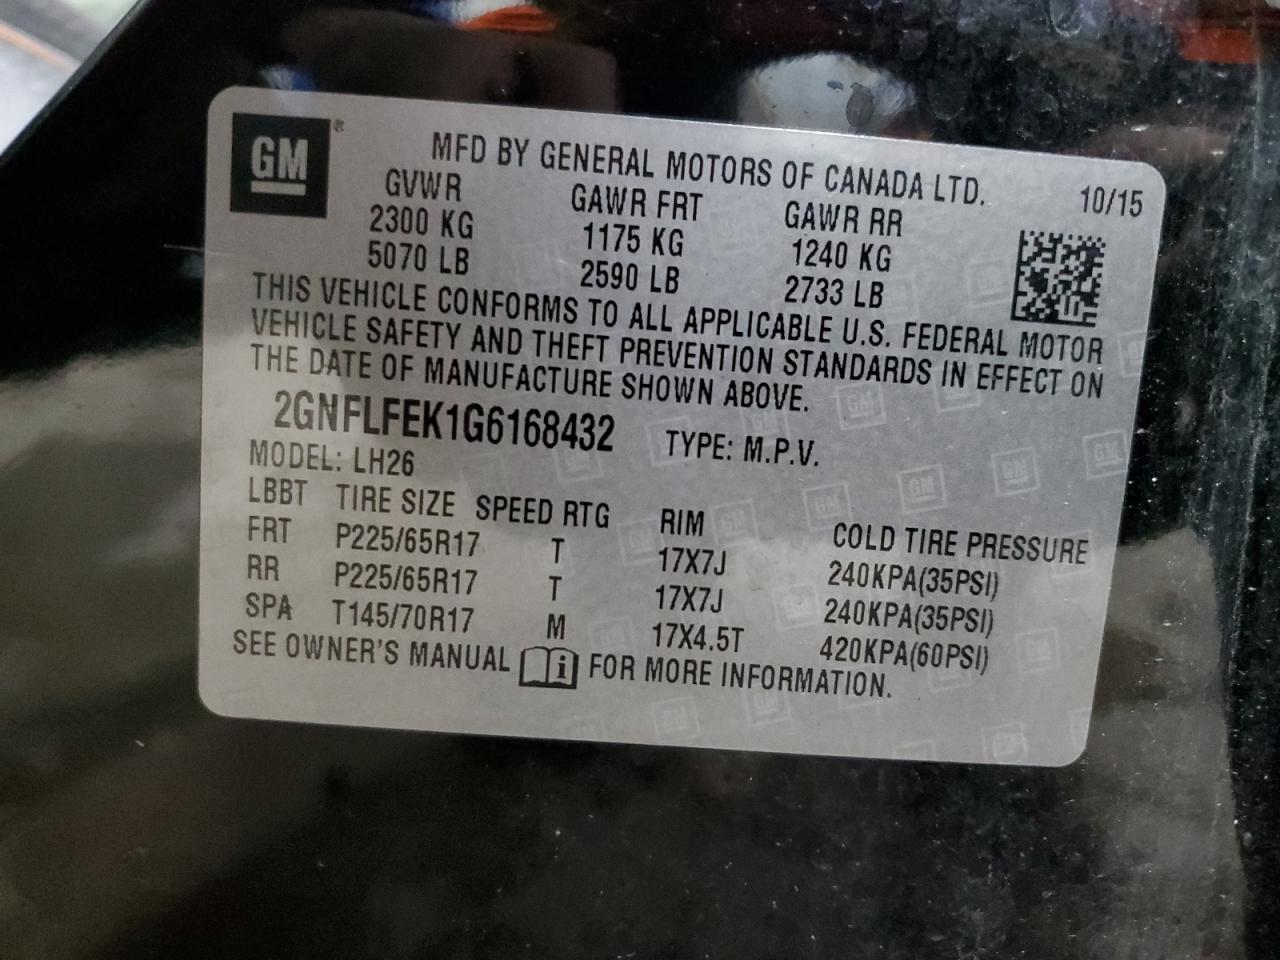 GM®
MFD BY GENERAL MOTORS OF CANADA LTD. 10/15
GVWR GAWR FRT GAWR RR
2300 KG 1175 KG 1240 KG
5070 LB 2590 LB 2733 LB
THIS VEHICLE CONFORMS TO ALL APPLICABLE U.S. FEDERAL MOTOR
VEHICLE SAFETY AND THEFT PREVENTION STANDARDS IN EFFECT ON
THE DATE OF MANUFACTURE SHOWN ABOVE.
2GNFLFEK1G6168432 TYPE: M.P.V.
MODEL: LH26
LBBT TIRE SIZE SPEED RTG RIM COLD TIRE PRESSURE
FRT P225/65R17 T 17X7J 240KPA(35PSI)
RR P225/65R17 T 17X7J 240KPA(35PSI)
SPA T145/70R17 M 17X4.5T 420KPA(60PSI)
SEE OWNER'S MANUAL i FOR MORE INFORMATION.